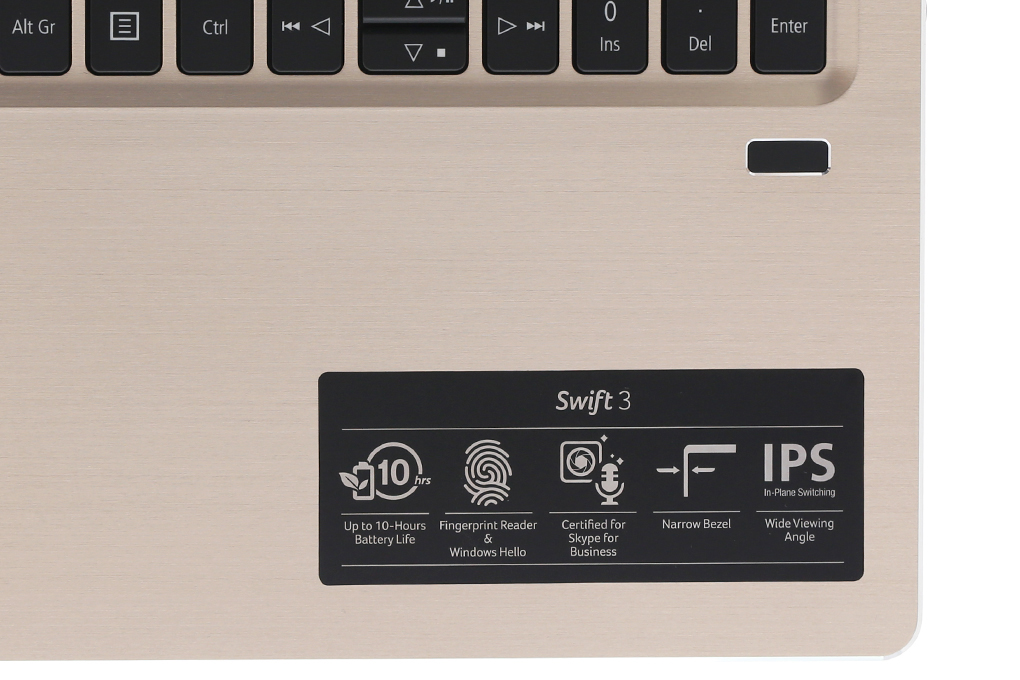 Alt Gr
Ctrl
0
Ins
.
Del
Enter
Swift 3
10 hrs
IPS
In-Plane Switching
Up to 10-Hours
Battery Life
Fingerprint Reader
&
Windows Hello
Certified for
Skype for
Business
Narrow Bezel
Wide Viewing
Angle